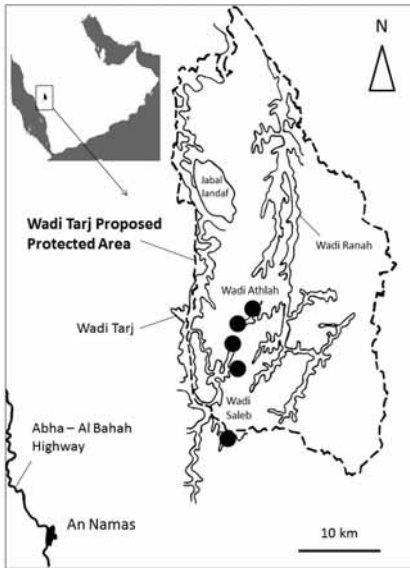 N
Jabal
Jandaf
Wadi Tarj Proposed
Protected Area
Wadi Ranah
Wadi Athlah
Wadi Tarj
Wadi
Saleb
Abha – Al Bahah
Highway
An Namas
10 km